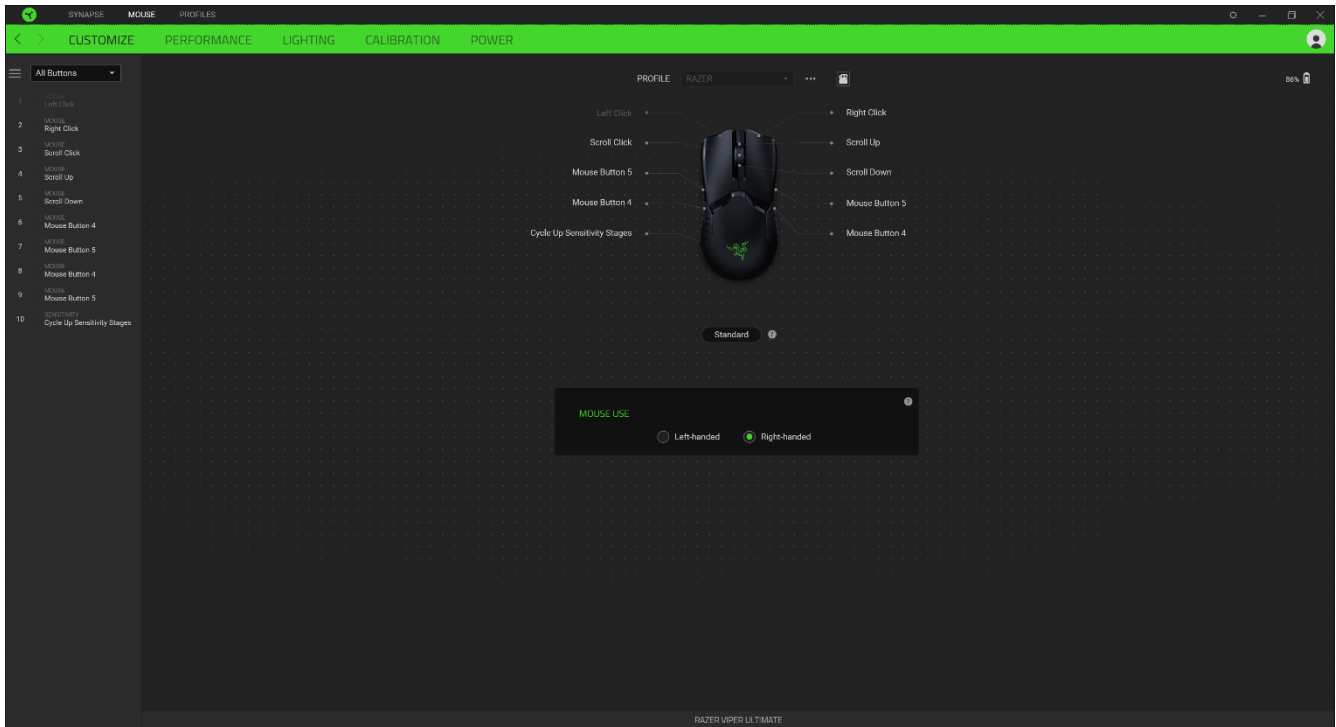 SYNAPSE MOUSE PROFILES
CUSTOMIZE PERFORMANCE LIGHTING CALIBRATION POWER
All Buttons
PROFILE RAZER
86%
1 MOUSE
Left Click
2 MOUSE
Right Click
3 MOUSE
Scroll Click
4 MOUSE
Scroll Up
5 MOUSE
Scroll Down
6 MOUSE
Mouse Button 4
7 MOUSE
Mouse Button 5
8 MOUSE
Mouse Button 4
9 MOUSE
Mouse Button 5
10 SENSITIVITY
Cycle Up Sensitivity Stages
Left Click Right Click
Scroll Click Scroll Up
Mouse Button 5 Scroll Down
Mouse Button 4 Mouse Button 5
Cycle Up Sensitivity Stages Mouse Button 4
Standard ?
MOUSE USE ?
Left-handed Right-handed
RAZER VIPER ULTIMATE